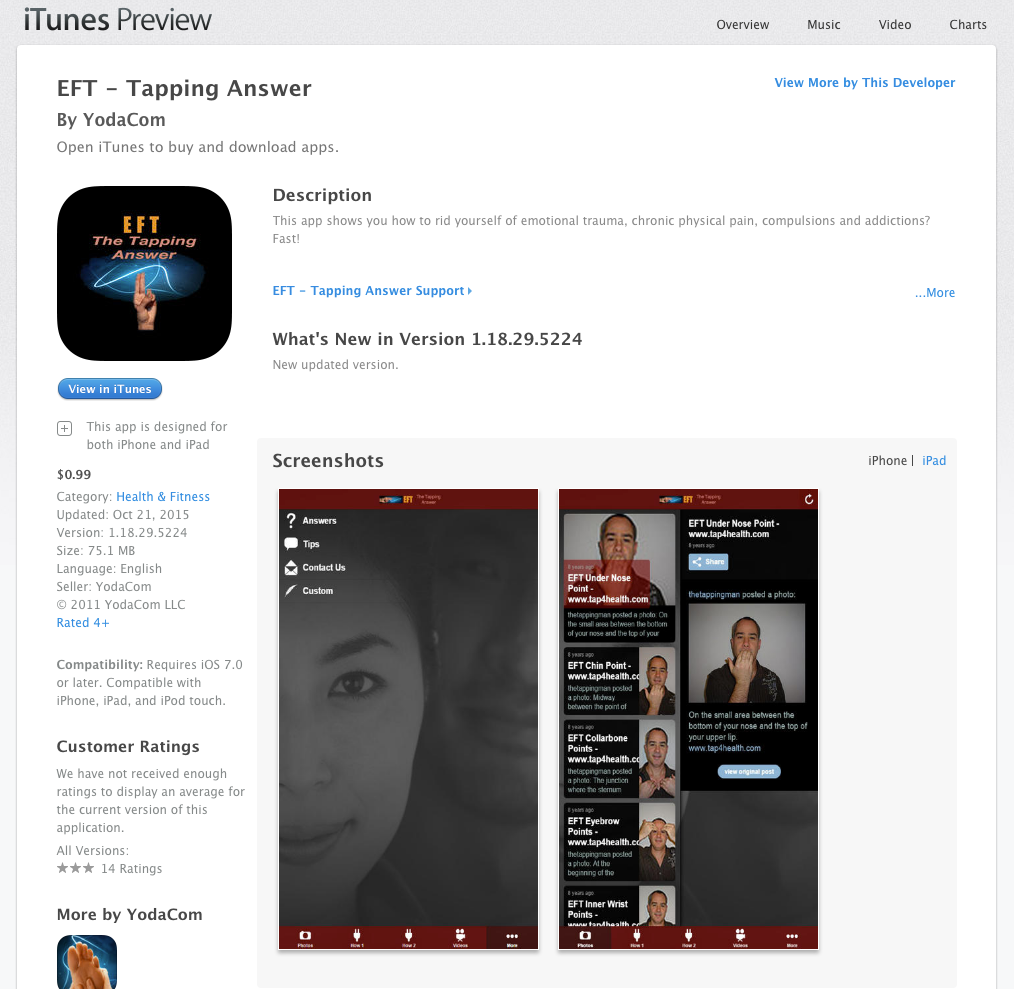 iTunes Preview
Overview
Music
Video
Charts
EFT - Tapping Answer
View More by This Developer
By YodaCom
Open iTunes to buy and download apps.
EFT
The Tapping
Answer
View in iTunes
This app is designed for
both iPhone and iPad
$0.99
Category: Health & Fitness
Updated: Oct 21, 2015
Version: 1.18.29.5224
Size: 75.1 MB
Language: English
Seller: YodaCom
© 2011 YodaCom LLC
Rated 4+
Compatibility: Requires iOS 7.0
or later. Compatible with
iPhone, iPad, and iPod touch.
Customer Ratings
We have not received enough
ratings to display an average for
the current version of this
application.
All Versions:
★★★ 14 Ratings
More by YodaCom
Description
This app shows you how to rid yourself of emotional trauma, chronic physical pain, compulsions and addictions?
Fast!
EFT - Tapping Answer Support
...More
What's New in Version 1.18.29.5224
New updated version.
Screenshots
iPhone |
iPad
EFT
The Tapping
Answer
Answers
Tips
Contact Us
Custom
Photos
How 1
How 2
Videos
More
EFT
The Tapping
Answer
8 years ago
EFT Under Nose
Point -
www.tap4health.com
thetappingman posted a photo: On
the small area between the bottom
of your nose and the top of your
8 years ago
EFT Chin Point -
www.tap4health.co
thetappingman posted
a photo: Midway
between the point of
8 years ago
EFT Collarbone
Points -
www.tap4health.co
thetappingman posted
a photo: The junction
where the sternum
8 years ago
EFT Eyebrow
Points -
www.tap4health.co
thetappingman posted
a photo: At the
beginning of the
8 years ago
EFT Inner Wrist
Points -
www.tap4health.com
EFT Under Nose Point -
www.tap4health.com
8 years ago
Share
thetappingman posted a photo:
On the small area between the
bottom of your nose and the top of
your upper lip.
www.tap4health.com
view original post
Photos
How 1
How 2
Videos
More